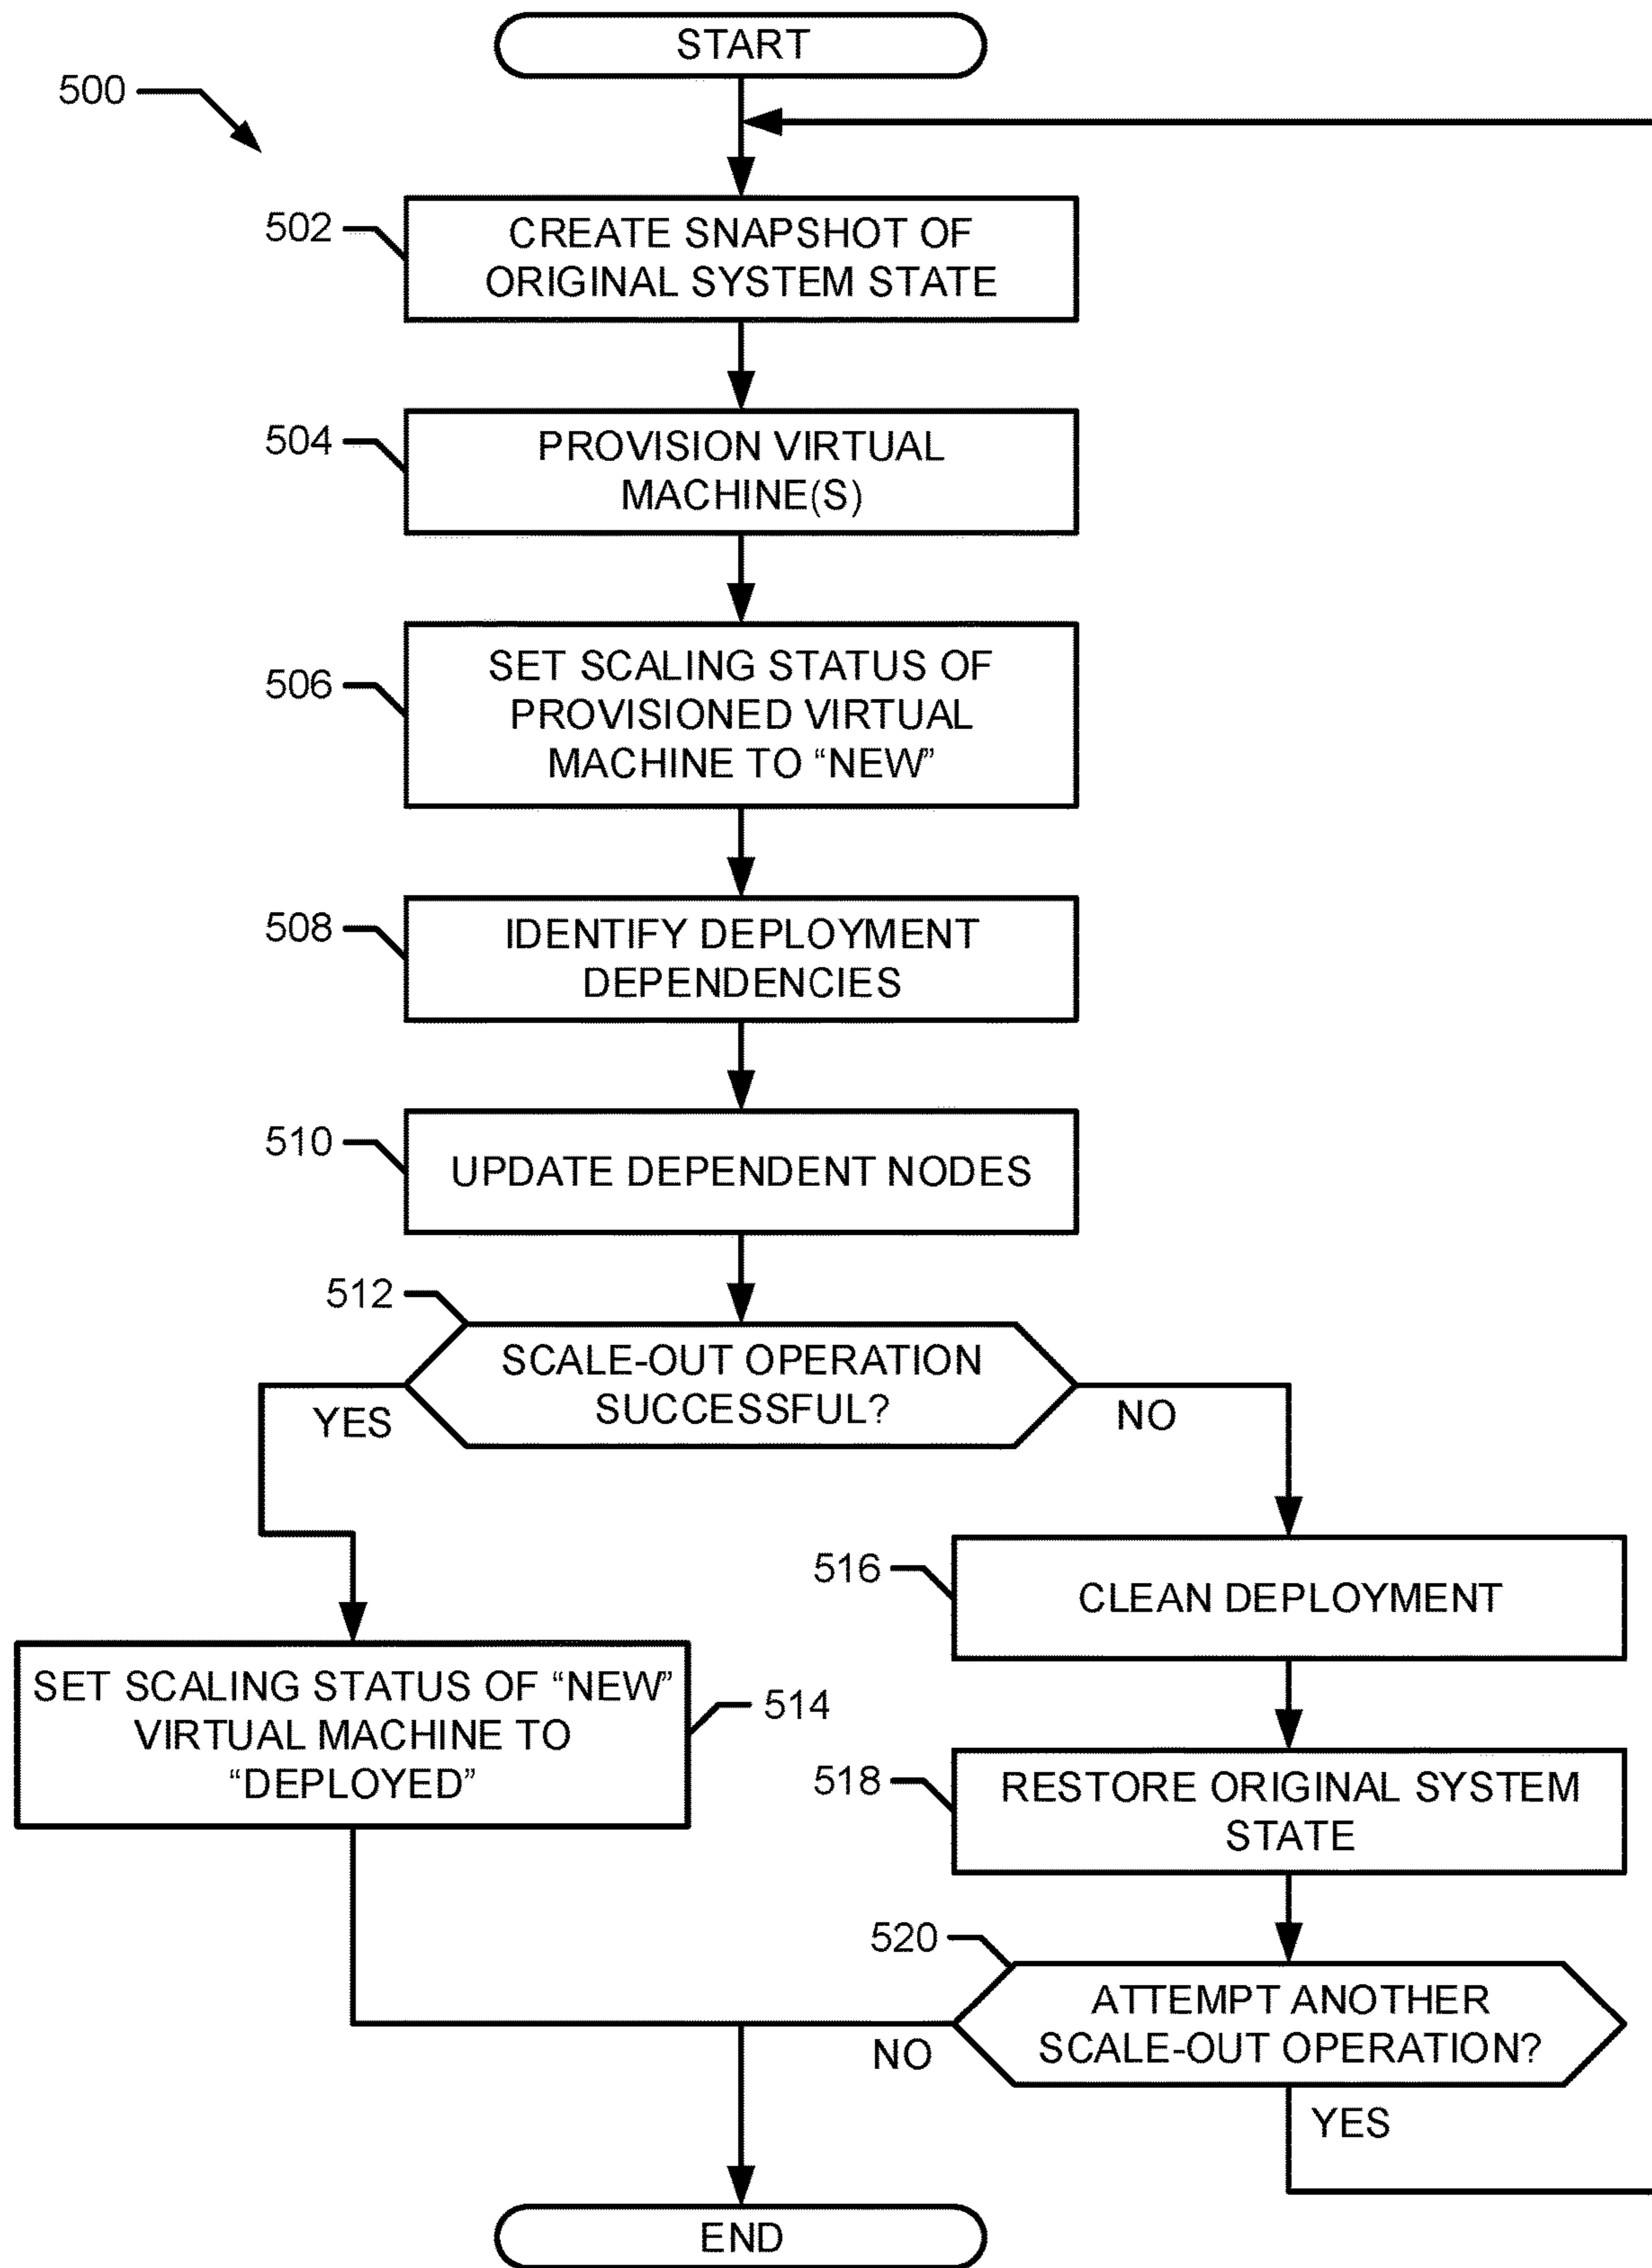 START
500
502
CREATE SNAPSHOT OF
ORIGINAL SYSTEM STATE
504
PROVISION VIRTUAL
MACHINE(S)
506
SET SCALING STATUS OF
PROVISIONED VIRTUAL
MACHINE TO “NEW”
508
IDENTIFY DEPLOYMENT
DEPENDENCIES
510
UPDATE DEPENDENT NODES
512
SCALE-OUT OPERATION
SUCCESSFUL?
YES
NO
516
CLEAN DEPLOYMENT
SET SCALING STATUS OF “NEW”
VIRTUAL MACHINE TO
“DEPLOYED”
514
518
RESTORE ORIGINAL SYSTEM
STATE
520
ATTEMPT ANOTHER
SCALE-OUT OPERATION?
NO
YES
END